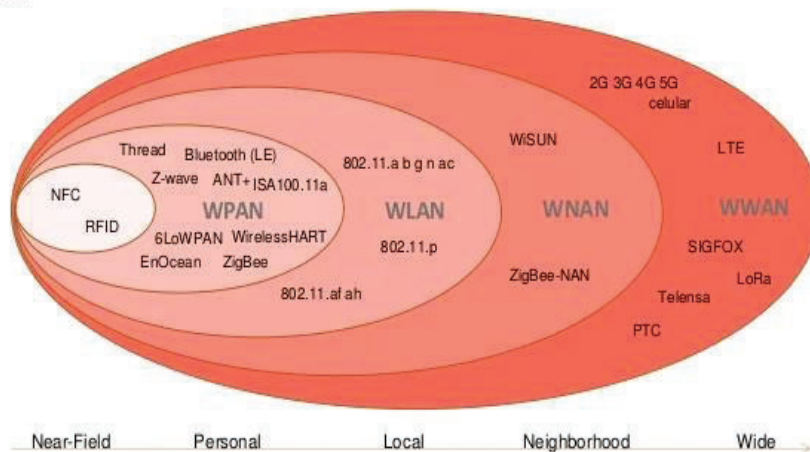 2G 3G 4G 5G
celular
WiSUN
LTE
Thread
Bluetooth (LE)
802.11.a b g n ac
Z-wave
ANT+
ISA100.11a
NFC
RFID
WPAN
WLAN
WNAN
WWAN
6LoWPAN
WirelessHART
802.11.p
SIGFOX
EnOcean
ZigBee
ZigBee-NAN
LoRa
802.11.af ah
Telensa
PTC
Near-Field
Personal
Local
Neighborhood
Wide